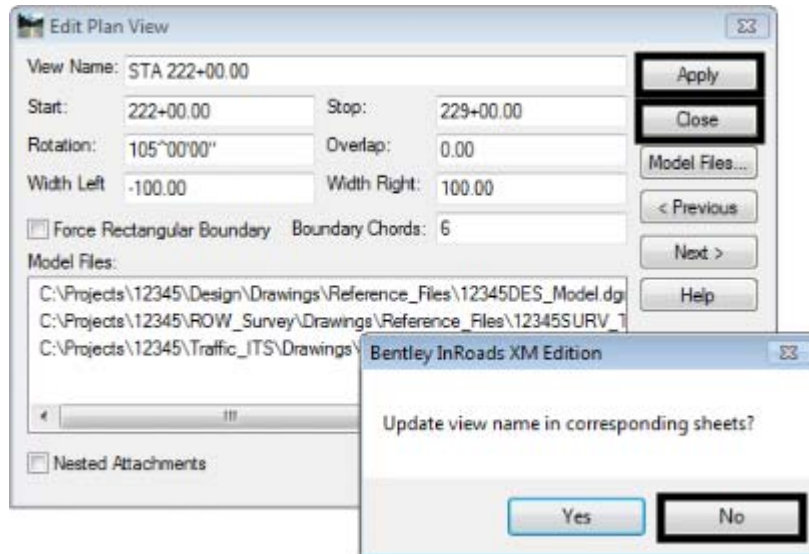 Edit Plan View
View Name: STA 222+00.00
Apply
Start: 222+00.00 Stop: 229+00.00
Close
Rotation: 105^00'00" Overlap: 0.00
Model Files...
Width Left -100.00 Width Right: 100.00
< Previous
Force Rectangular Boundary Boundary Chords: 6
Next >
Model Files:
Help
C:\Projects\12345\Design\Drawings\Reference_Files\12345DES_Model.dg
C:\Projects\12345\ROW_Survey\Drawings\Reference_Files\12345SURV_T
C:\Projects\12345\Traffic_ITS\Drawings\
Nested Attachments
Bentley InRoads XM Edition
Update view name in corresponding sheets?
Yes No